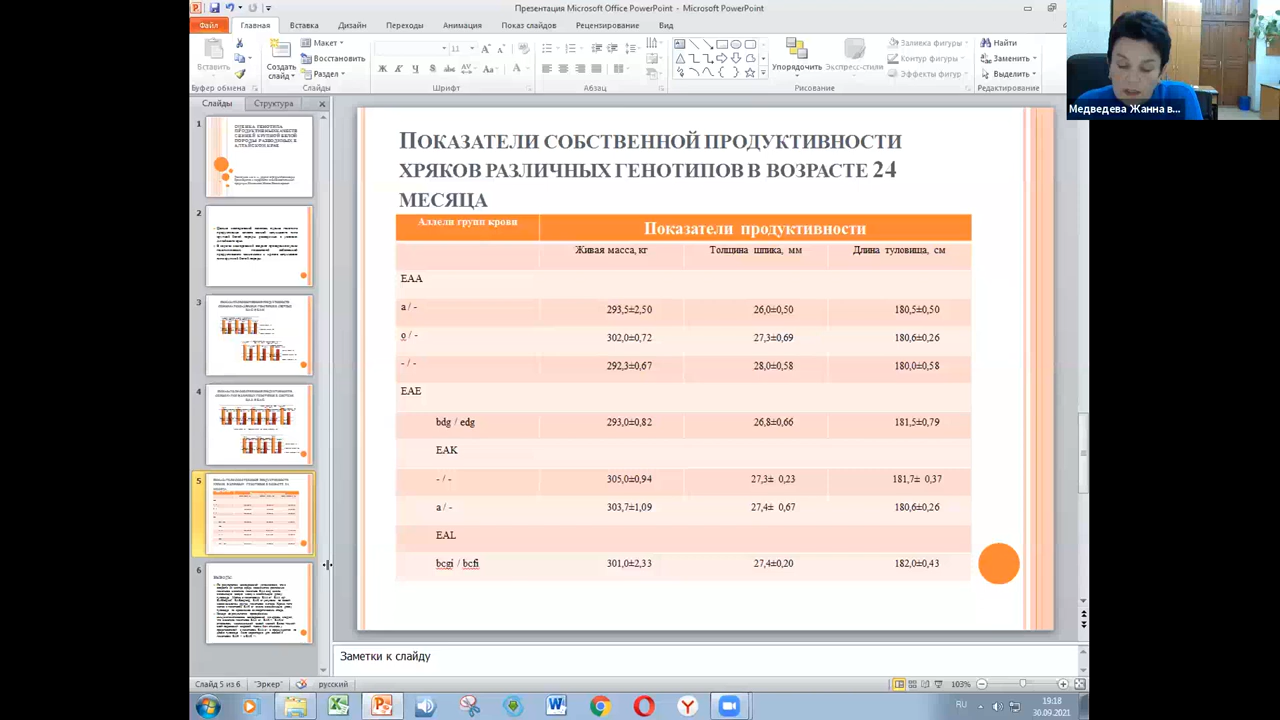 Презентация Microsoft Office PowerPoint - Microsoft PowerPoint
Файл Главная Вставка Дизайн Переходы Анимация Показ слайдов Рецензирование Вид
Вставить
Буфер обмена
Создать слайд
Макет
Восстановить
Раздел
Слайды
11
Шрифт
Абзац
Упорядочить
Экспресс-стили
Заливка фигуры
Контур фигуры
Эффекты фигур
Рисование
Найти
Заменить
Выделить
Редактирование
Медведева Жанна в...
Слайды Структура
1
2
3
4
5
6
ПОКАЗАТЕЛИ СОБСТВЕННОЙ ПРОДУКТИВНОСТИ
ХРЯКОВ РАЗЛИЧНЫХ ГЕНОТИПОВ В ВОЗРАСТЕ 24
МЕСЯЦА
Аллели групп крови Показатели продуктивности
Живая масса, кг Толщина шпика, мм Длина туловища, см
EAA
a / - 293,5±2,50 26,0±0,50 180,5±0,50
o / - 302,0±0,72 27,3±0,69 180,6±0,26
- / - 292,3±0,67 28,0±0,58 180,0±0,58
EAE
bdg / edg 293,0±0,82 26,8±0,66 181,5±0,79
EAK
- / - 305,0±0,94 27,3± 0,23 181,7± 0,37
- / - 303,7±1,09 27,4± 0,67 180,6±0,26
EAL
bcgi / bcfi 301,0±2,33 27,4±0,20 182,0±0,43
Заметки к слайду
Слайд 5 из 6 "Эркер" русский 103%
RU
19:18
30.09.2021